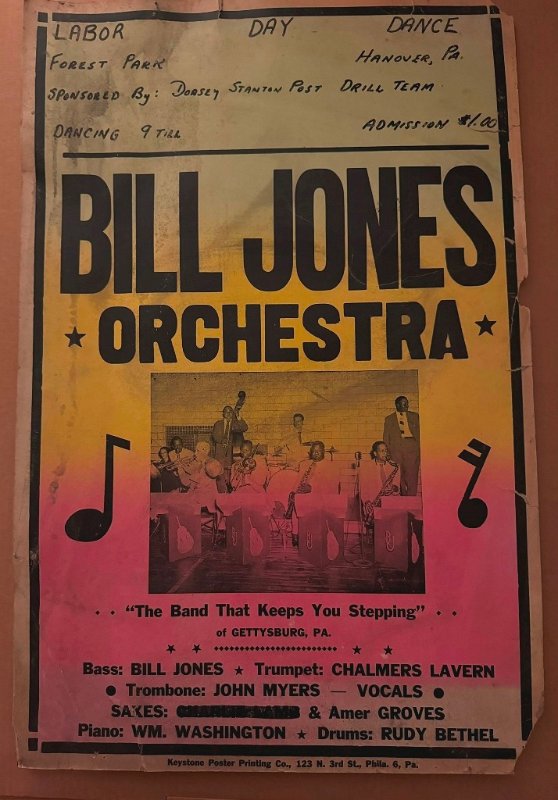 LABOR DAY DANCE
FOREST PARK HANOVER, PA.
SPONSORED BY: DORSEY STANTON POST DRILL TEAM
DANCING 9 TILL ADMISSION $1.00
BILL JONES
★ ORCHESTRA ★
"The Band That Keeps You Stepping"
of GETTYSBURG, PA.
Bass: BILL JONES ★ Trumpet: CHALMERS LAVERN
● Trombone: JOHN MYERS — VOCALS ●
SAXES: & Amer GROVES
Piano: WM. WASHINGTON ★ Drums: RUDY BETHEL
Keystone Poster Printing Co., 123 N. 3rd St., Phila. 6, Pa.